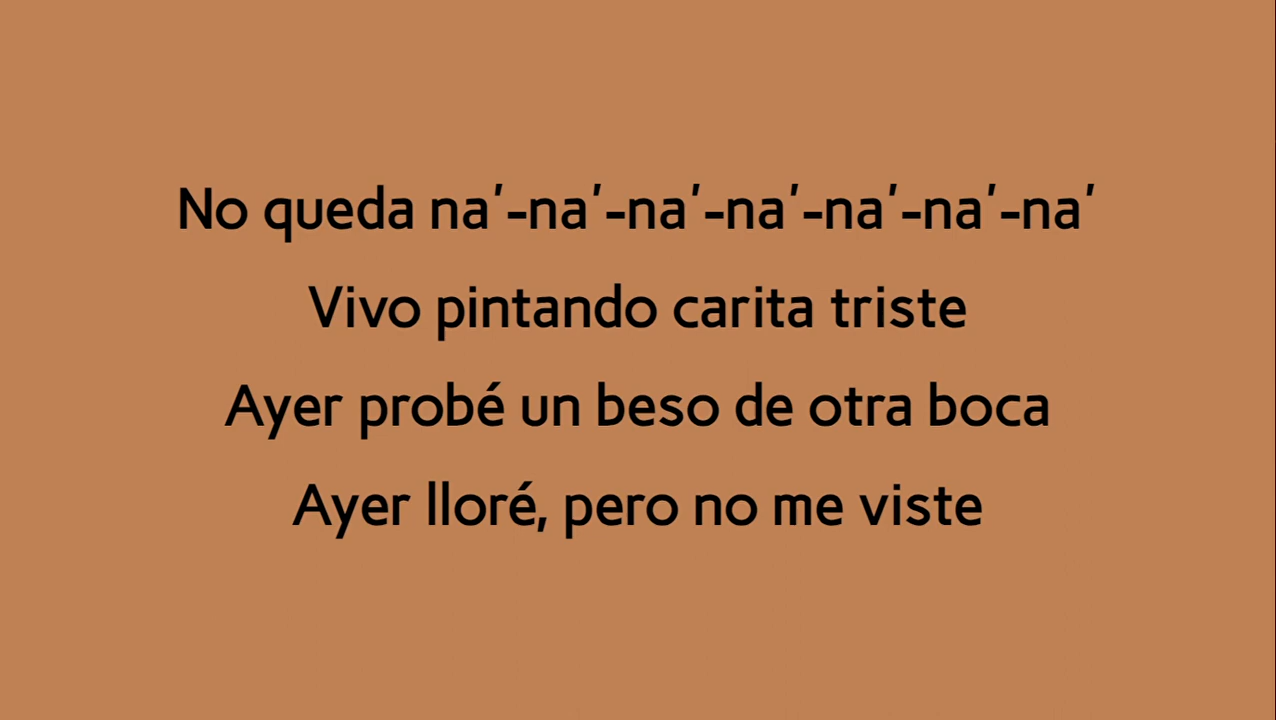 No queda na'-na'-na'-na'-na'-na'-na'
Vivo pintando carita triste
Ayer probé un beso de otra boca
Ayer lloré, pero no me viste